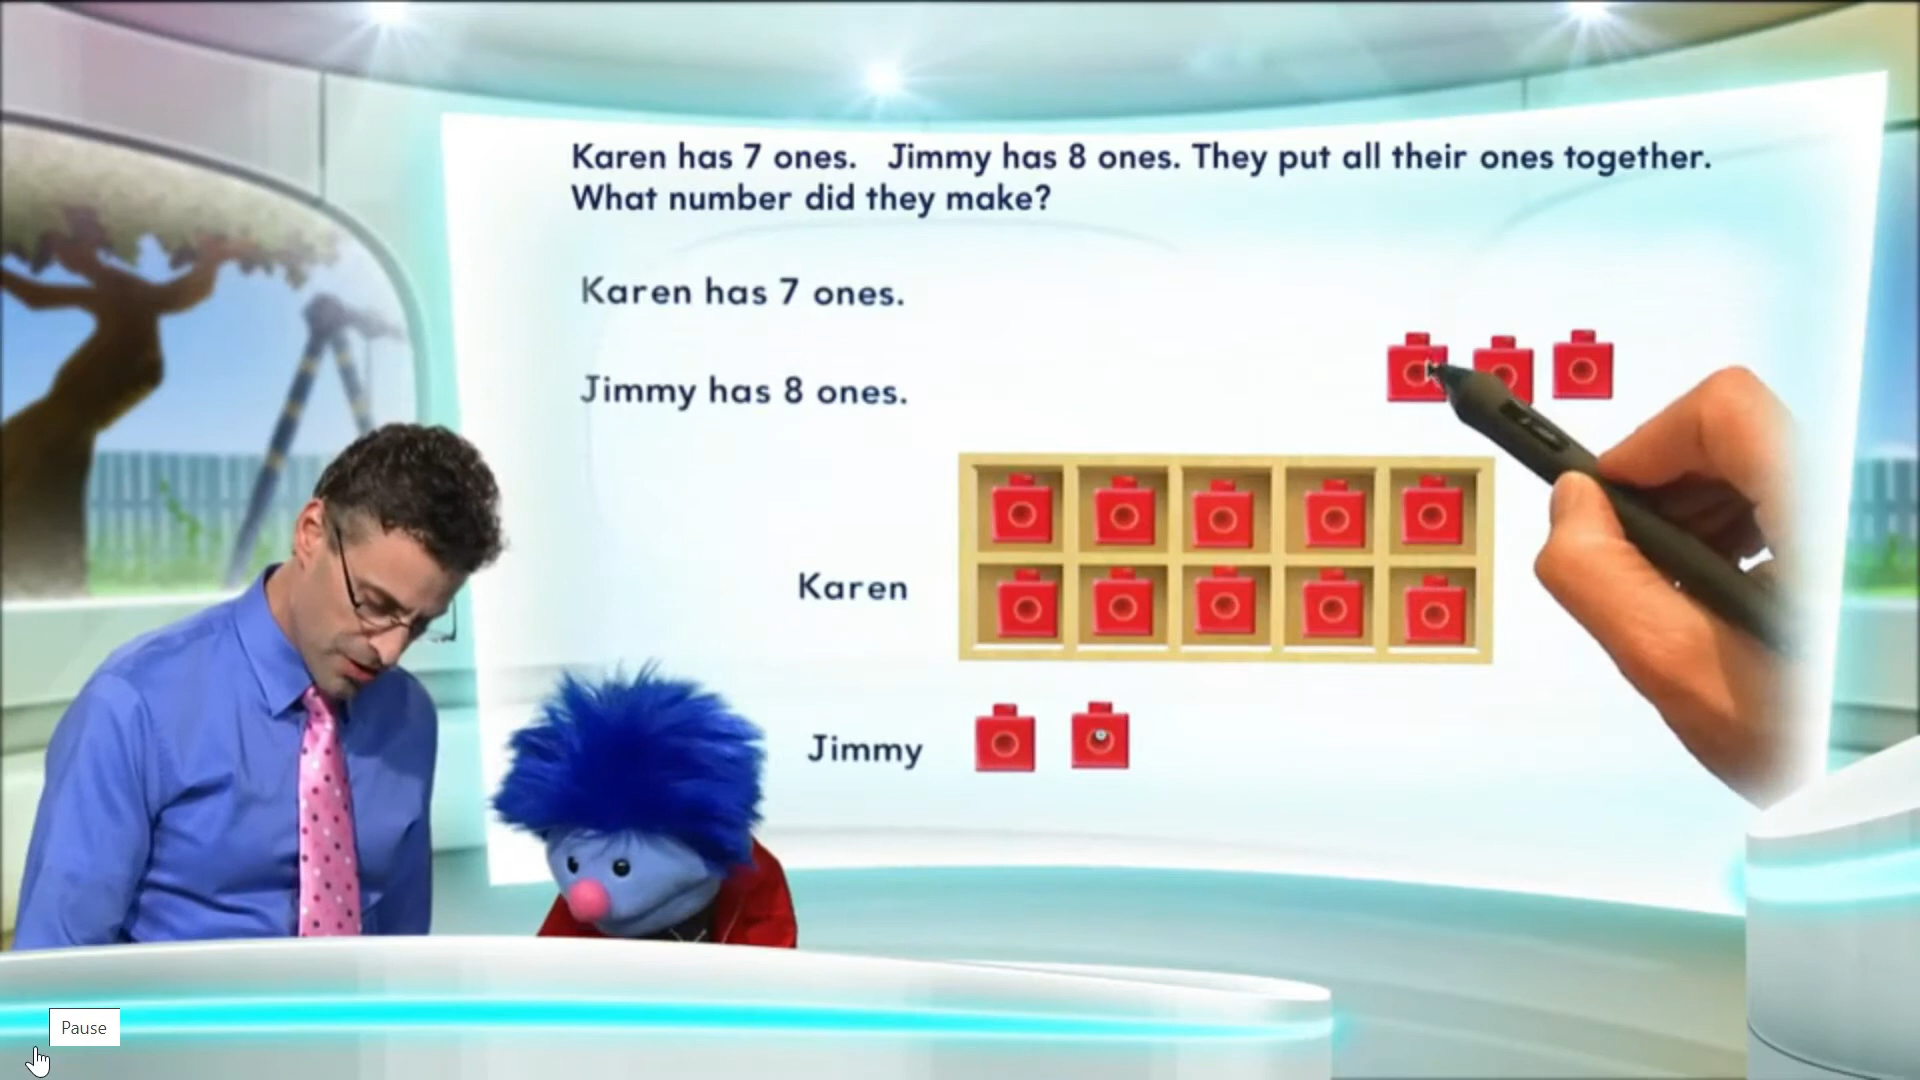 Karen has 7 ones. Jimmy has 8 ones. They put all their ones together.
What number did they make?
Karen has 7 ones.
Jimmy has 8 ones.
Karen
Jimmy
Pause